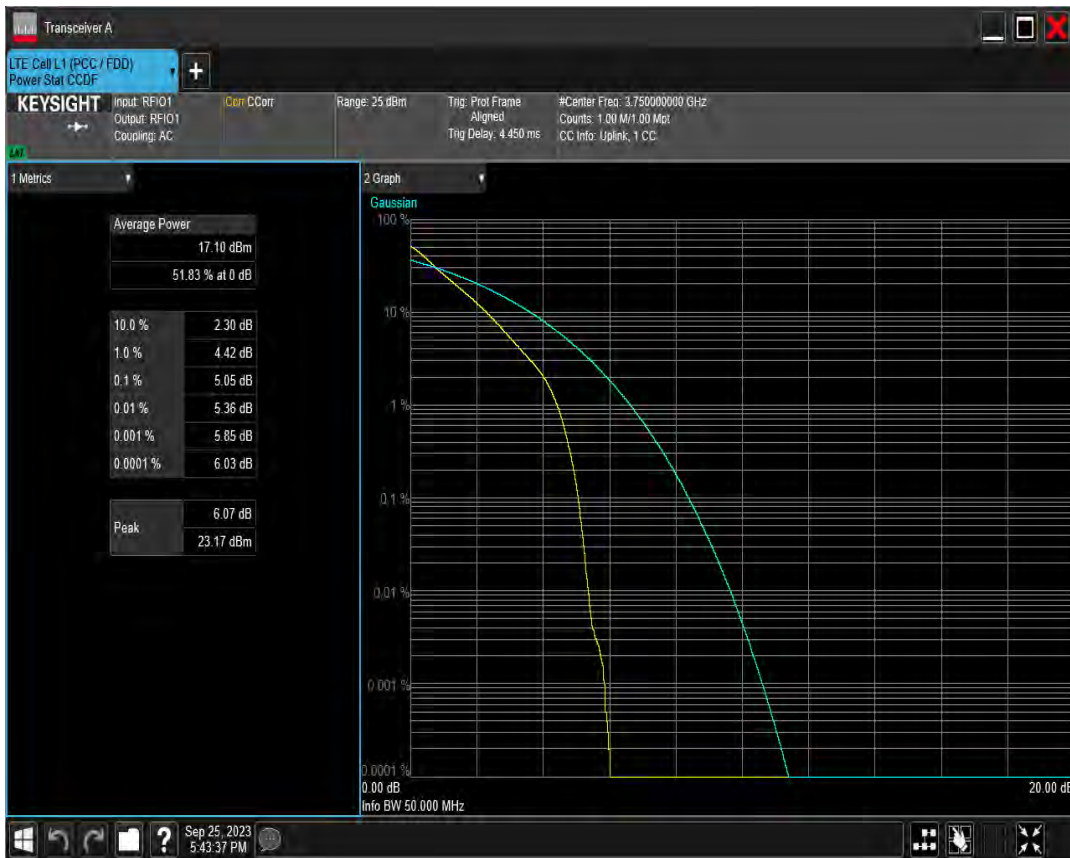 Transceiver A
LTE Cell L1 (PCC / FDD)
Power Stat CCDF
+
KEYSIGHT
Input: RFIO1
Output: RFIO1
Coupling: AC
Corr CCorr
Range: 25 dBm
Trig: Prot Frame
Aligned
Trig Delay: 4.450 ms
#Center Freq: 3.750000000 GHz
Counts: 1.00 M/1.00 Mpt
CC Info: Uplink, 1 CC
LXI
1 Metrics
Average Power
17.10 dBm
51.83 % at 0 dB
10.0 % 2.30 dB
1.0 % 4.42 dB
0.1 % 5.05 dB
0.01 % 5.36 dB
0.001 % 5.85 dB
0.0001 % 6.03 dB
Peak
6.07 dB
23.17 dBm
2 Graph
Gaussian
100 %
10 %
1 %
0.1 %
0.01 %
0.001 %
0.0001 %
0.00 dB 20.00 dB
Info BW 50.000 MHz
?
Sep 25, 2023
5:43:37 PM